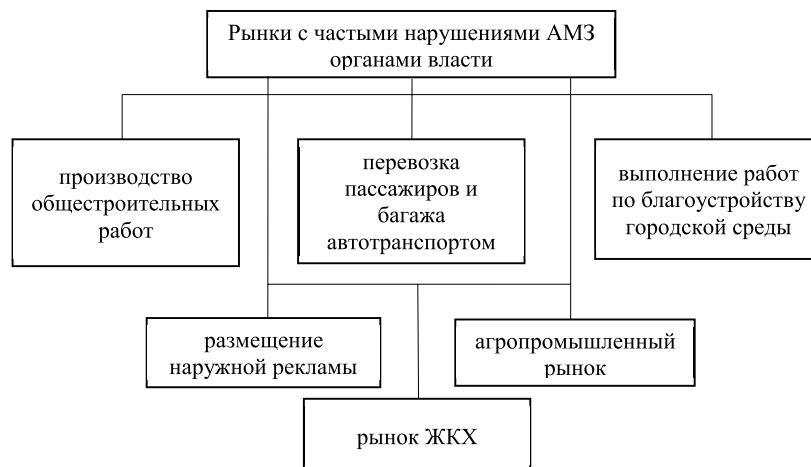 Рынки с частыми нарушениями АМЗ
органами власти
производство
общестроительных
работ
перевозка
пассажиров и
багажа
автотранспортом
выполнение работ
по благоустройству
городской среды
размещение
наружной рекламы
агропромышленный
рынок
рынок ЖКХ